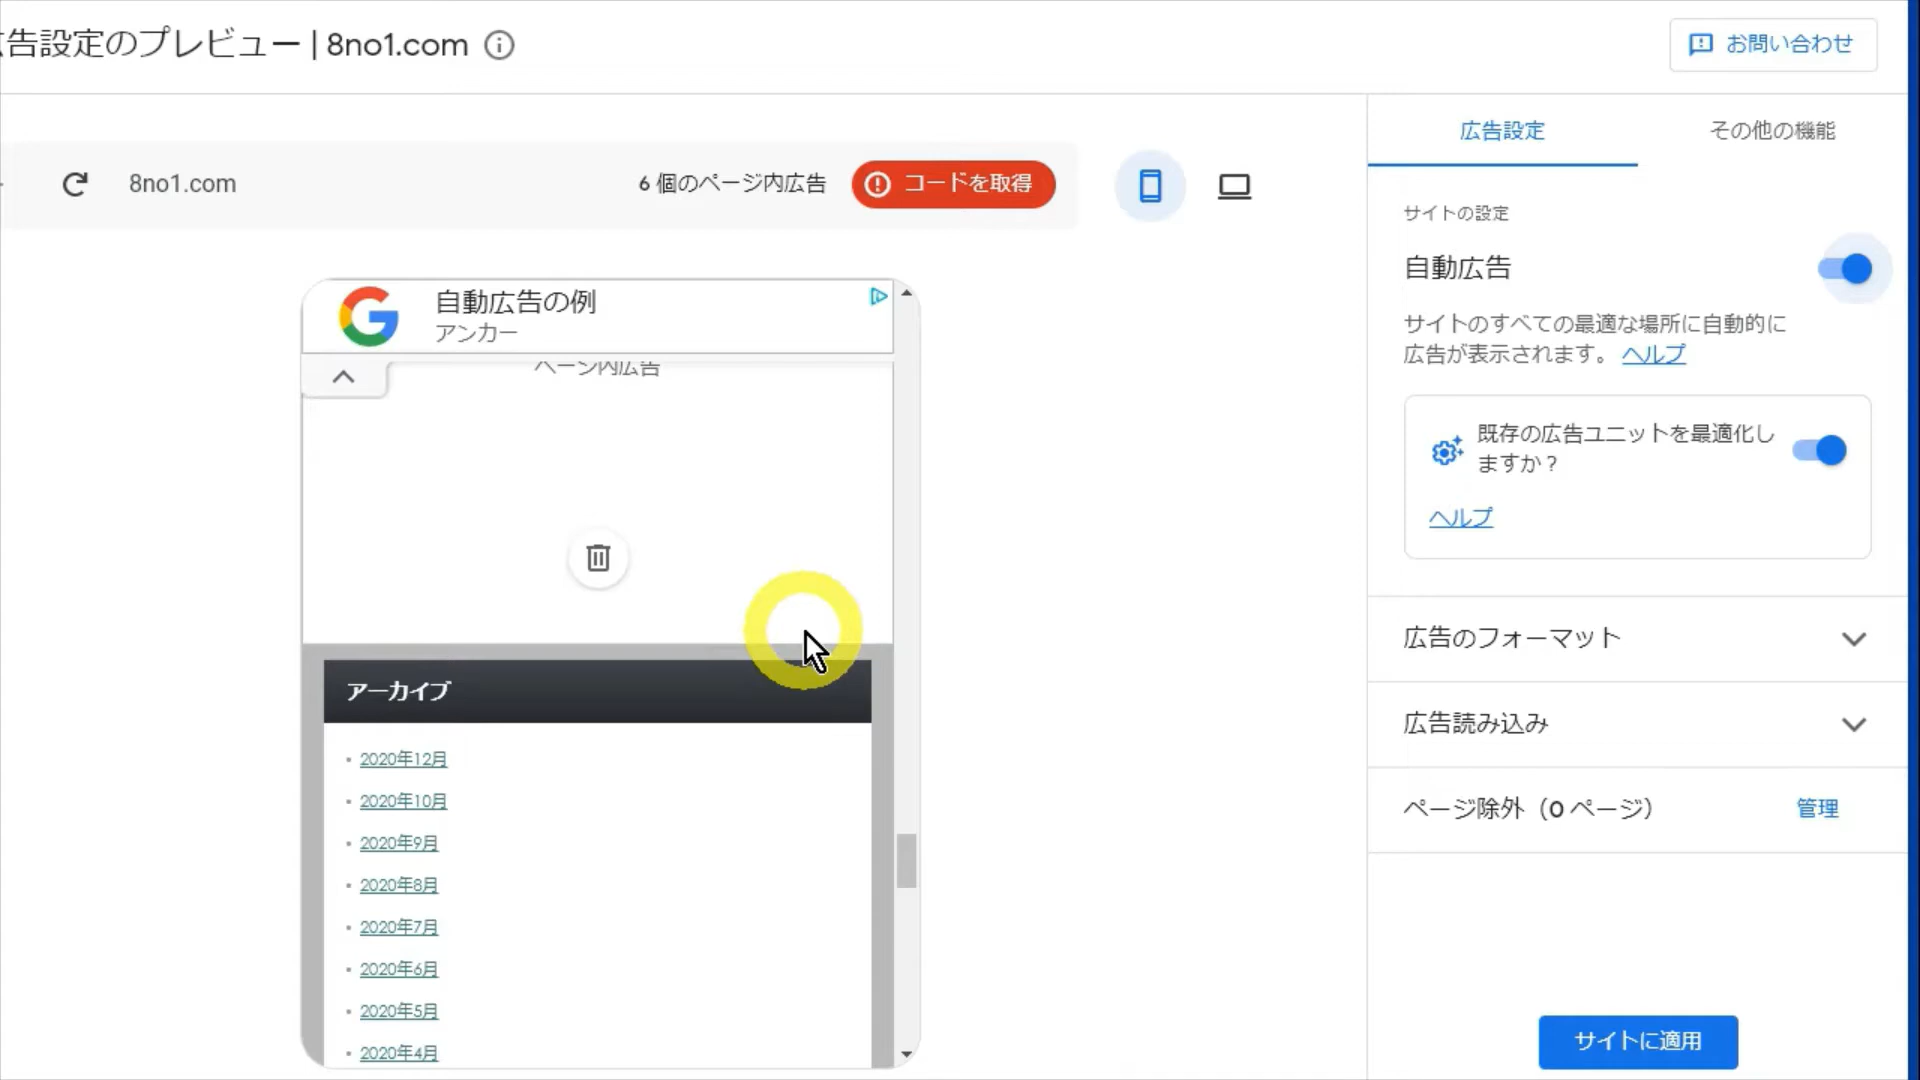 広告設定のプレビュー | 8no1.com
お問い合わせ
8no1.com
6 個のページ内広告
コードを取得
広告設定
その他の機能
サイトの設定
自動広告
サイトのすべての最適な場所に自動的に
広告が表示されます。 ヘルプ
既存の広告ユニットを最適化し
ますか？
ヘルプ
広告のフォーマット
広告読み込み
ページ除外（0 ページ）
管理
サイトに適用
自動広告の例
アンカー
ページ内広告
アーカイブ
2020年12月
2020年10月
2020年9月
2020年8月
2020年7月
2020年6月
2020年5月
2020年4月